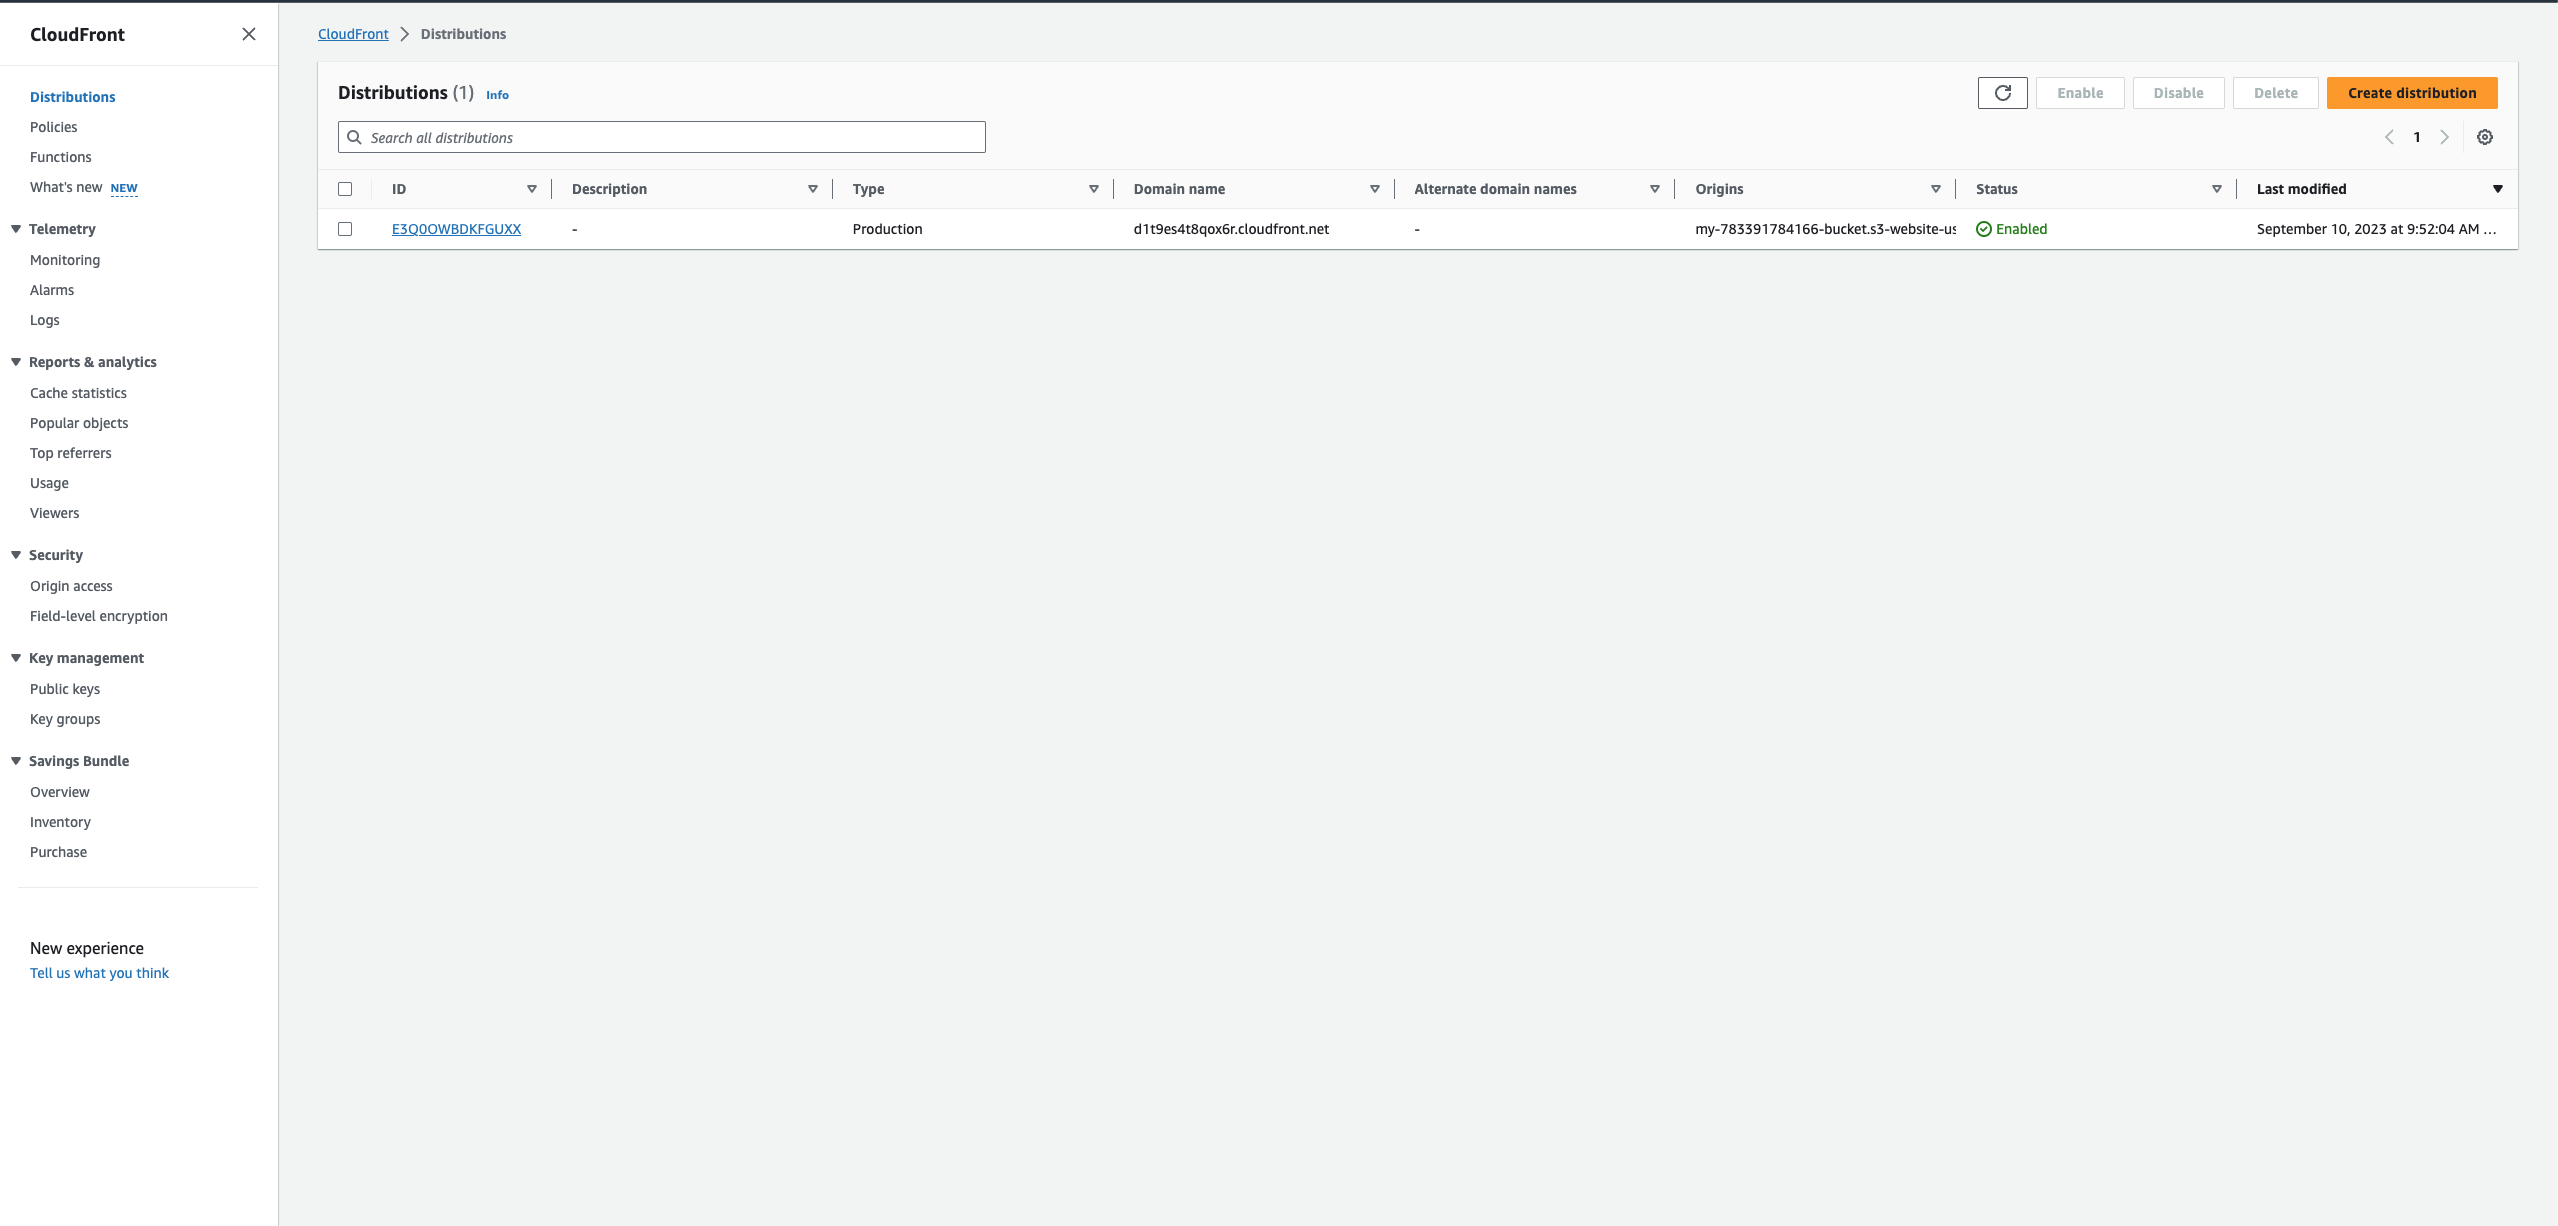 CloudFront
Distributions
Policies
Functions
What's new NEW
Telemetry
Monitoring
Alarms
Logs
Reports & analytics
Cache statistics
Popular objects
Top referrers
Usage
Viewers
Security
Origin access
Field-level encryption
Key management
Public keys
Key groups
Savings Bundle
Overview
Inventory
Purchase
New experience
Tell us what you think
CloudFront Distributions
Distributions (1) Info
Enable Disable Delete Create distribution
Search all distributions
1
ID Description Type Domain name Alternate domain names Origins Status Last modified
E3Q0OWBDKFGUXX - Production d1t9es4t8qox6r.cloudfront.net - my-783391784166-bucket.s3-website-us Enabled September 10, 2023 at 9:52:04 AM ...